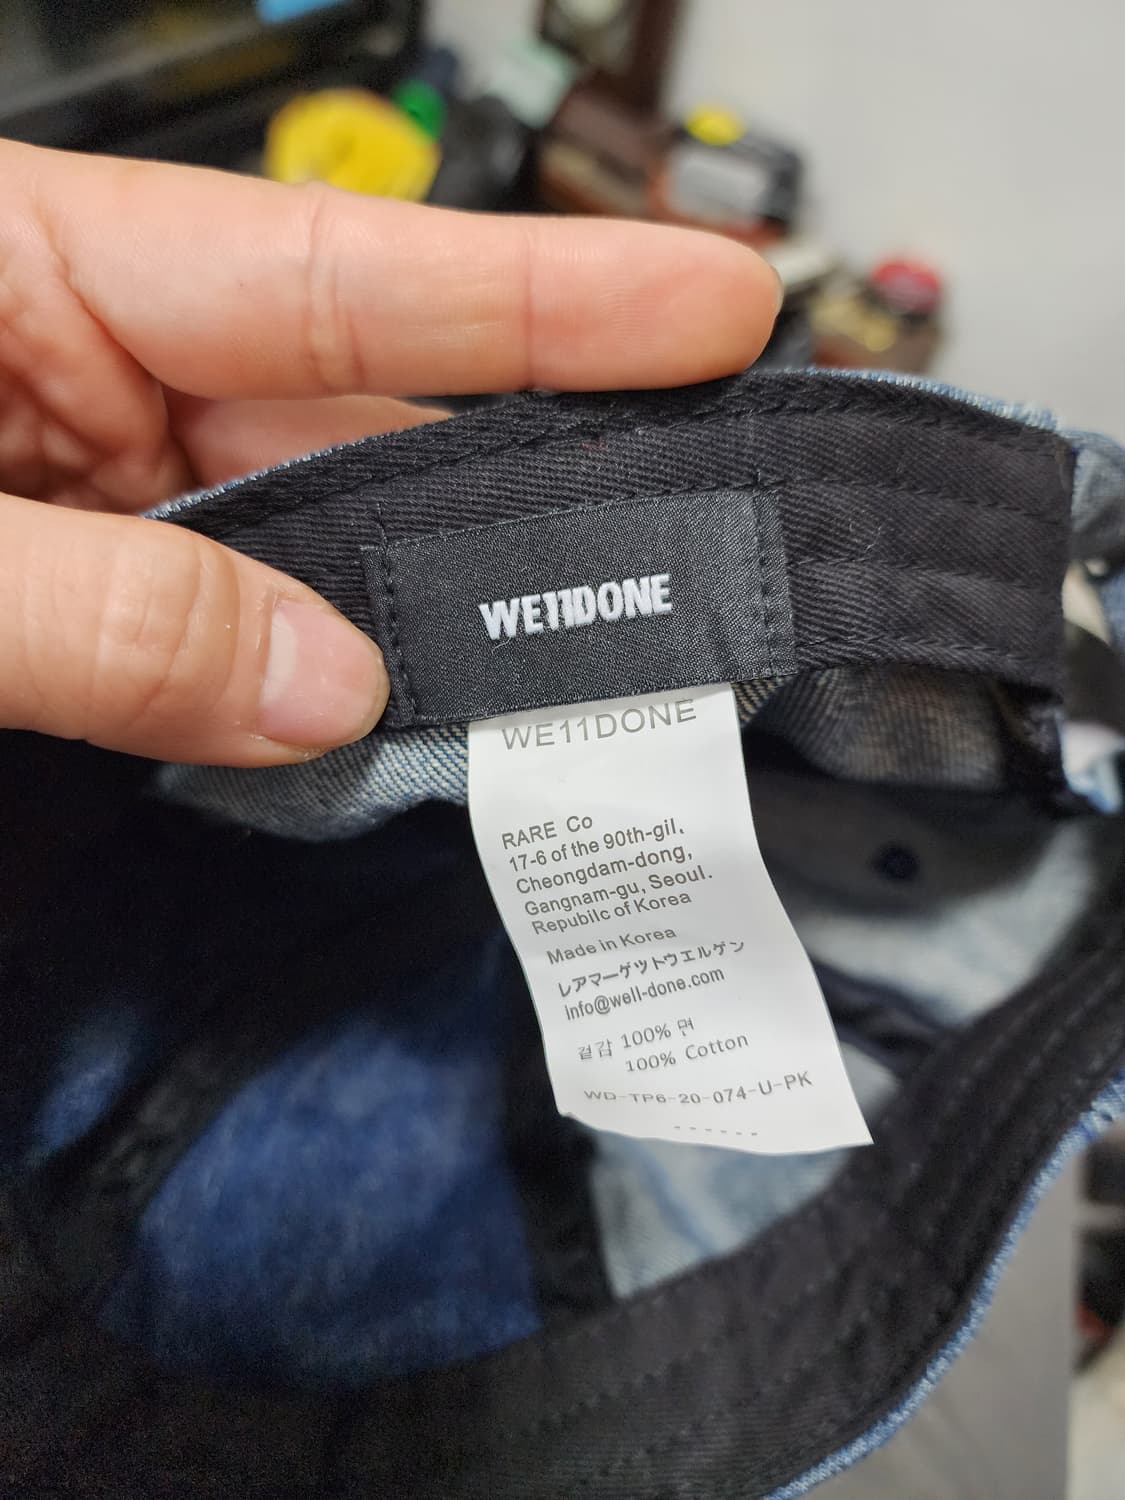 WE11DONE
WE11DONE
RARE Co
17-6 of the 90th-gil,
Cheongdam-dong,
Gangnam-gu, Seoul.
Repubilc of Korea
Made in Korea
レアマーゲットウエルゲン
Info@well-done.com
겉감 100% 면
100% Cotton
WD-TP6-20-074-U-PK
------